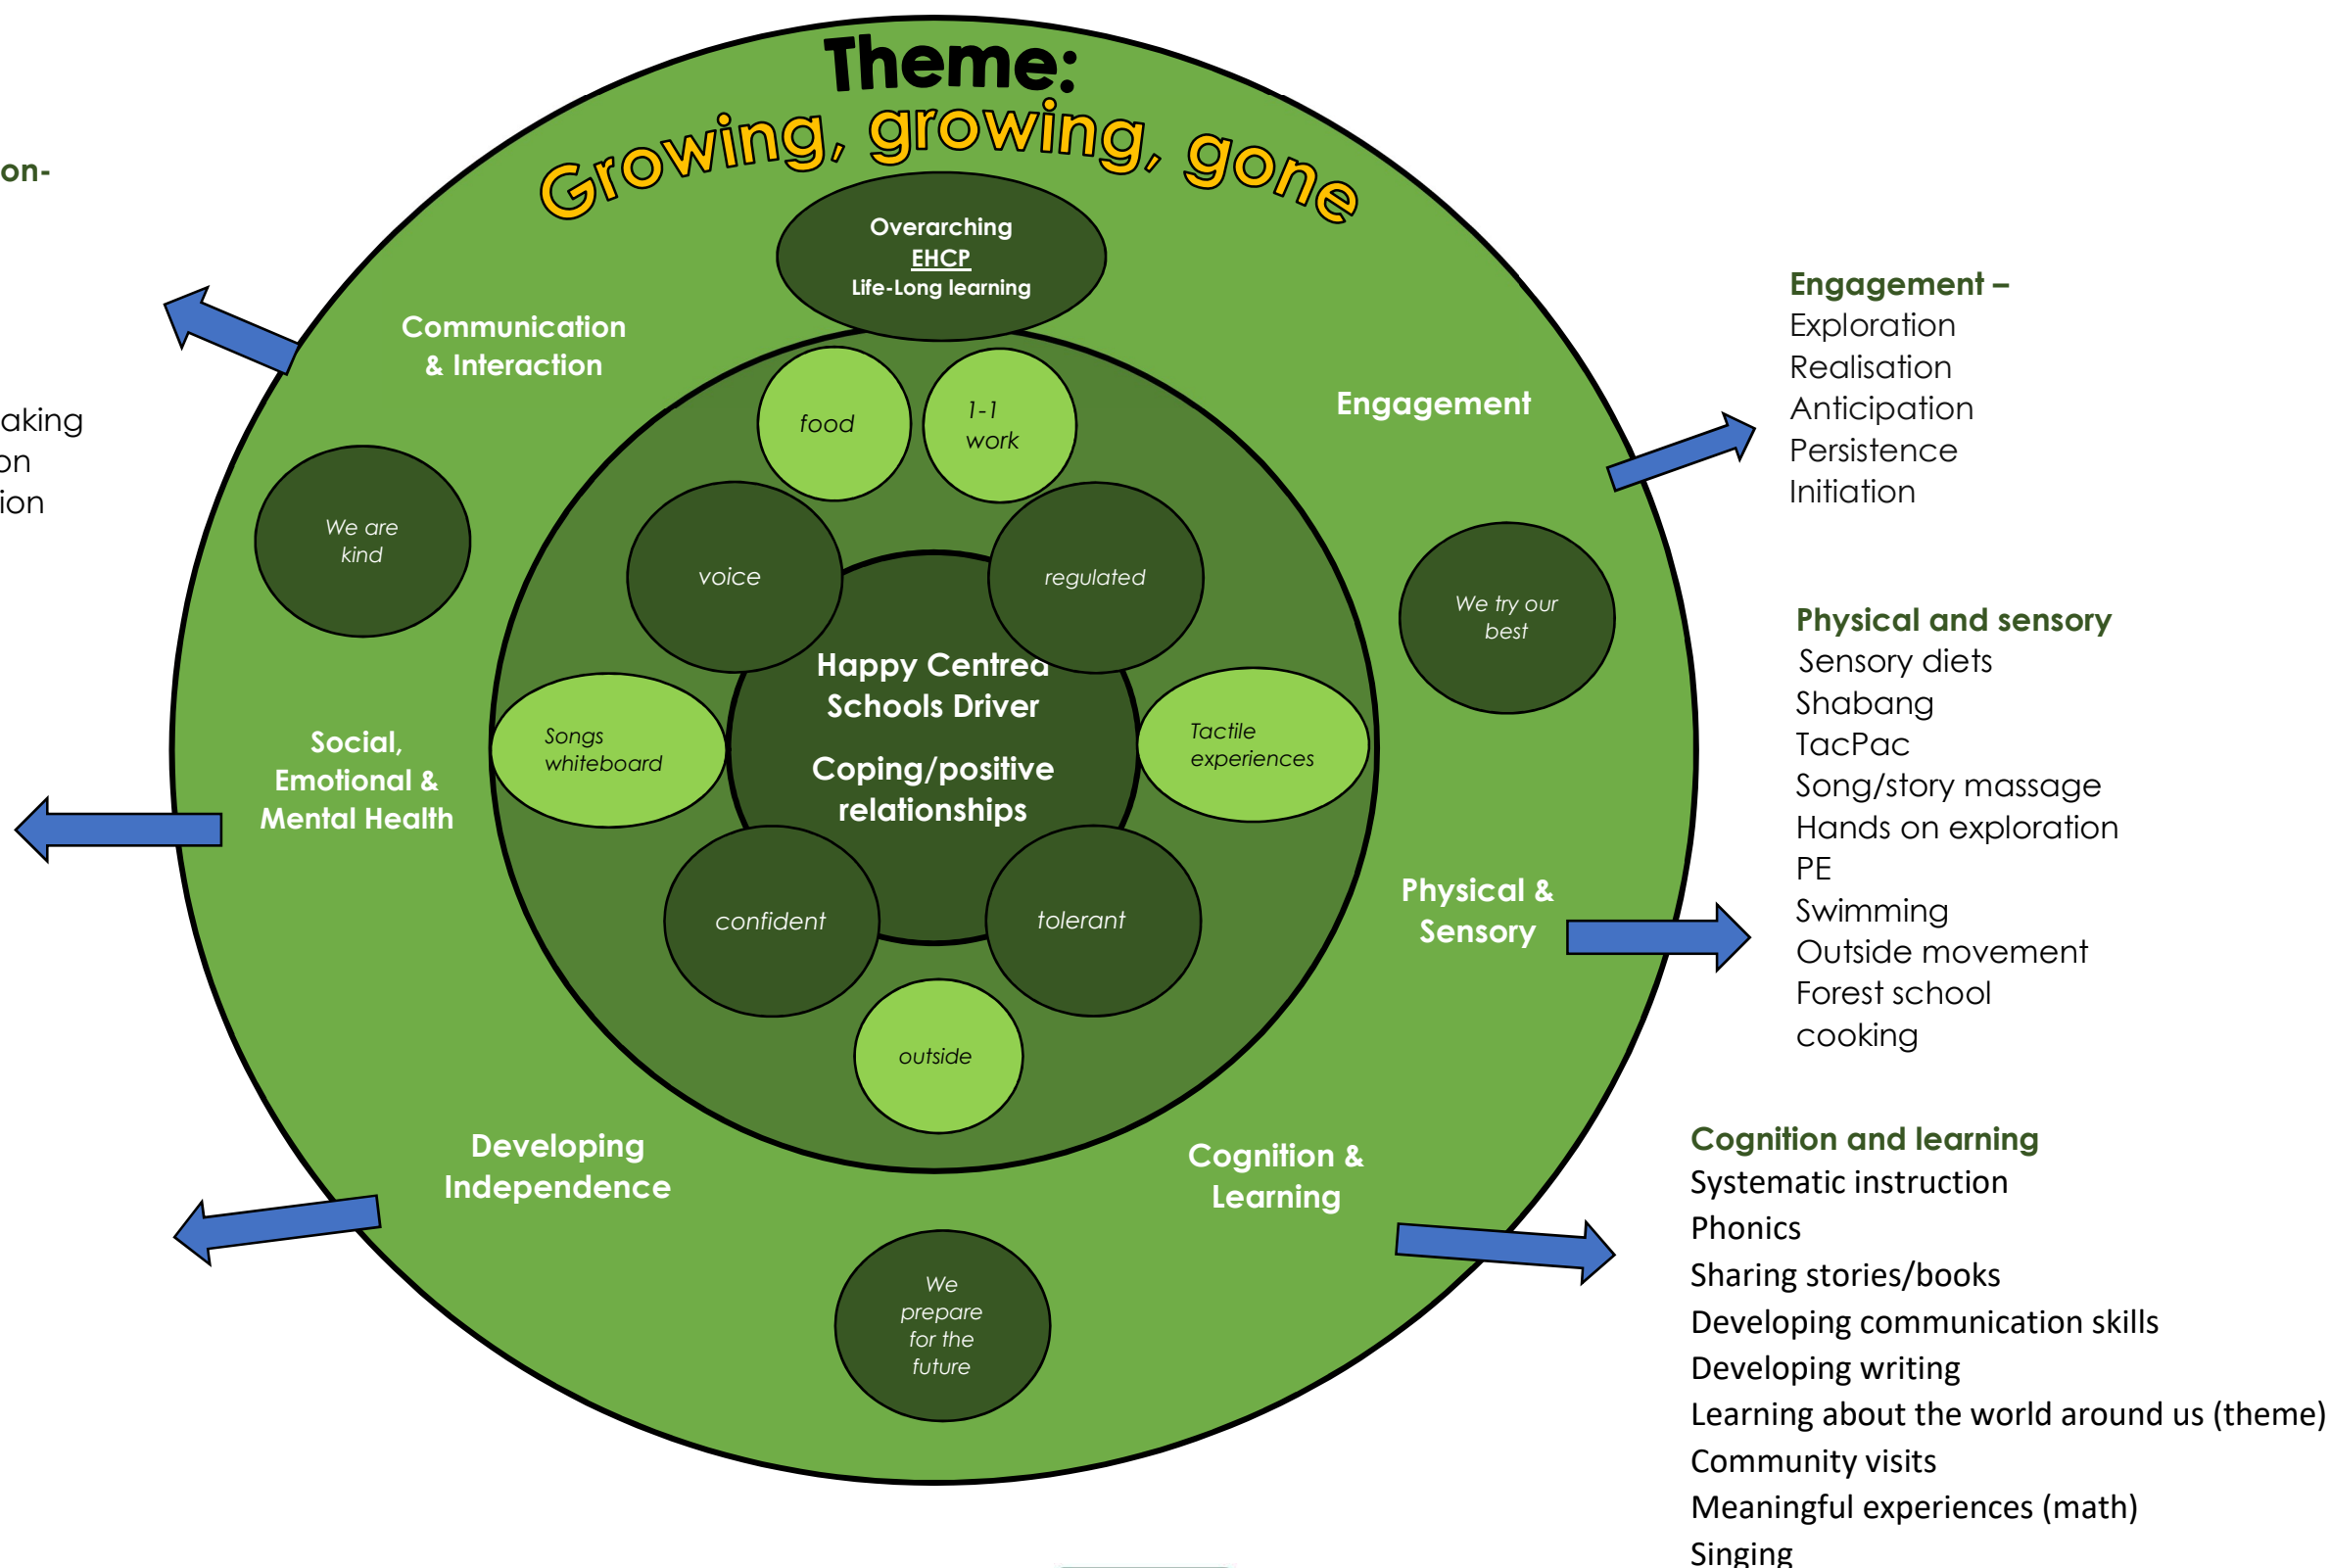 Theme:
Growing, growing, gone
Overarching
EHCP
Life-Long learning
Communication
& Interaction
Engagement
food
1-1
work
We are
kind
voice
regulated
We try our
best
Happy Centred
Schools Driver
Coping/positive
relationships
Songs
whiteboard
Tactile
experiences
Social,
Emotional &
Mental Health
confident
tolerant
Physical &
Sensory
outside
Developing
Independence
Cognition &
Learning
We
prepare
for the
future
on-
aking
on
ion
Engagement –
Exploration
Realisation
Anticipation
Persistence
Initiation
Physical and sensory
Sensory diets
Shabang
TacPac
Song/story massage
Hands on exploration
PE
Swimming
Outside movement
Forest school
cooking
Cognition and learning
Systematic instruction
Phonics
Sharing stories/books
Developing communication skills
Developing writing
Learning about the world around us (theme)
Community visits
Meaningful experiences (math)
Singing